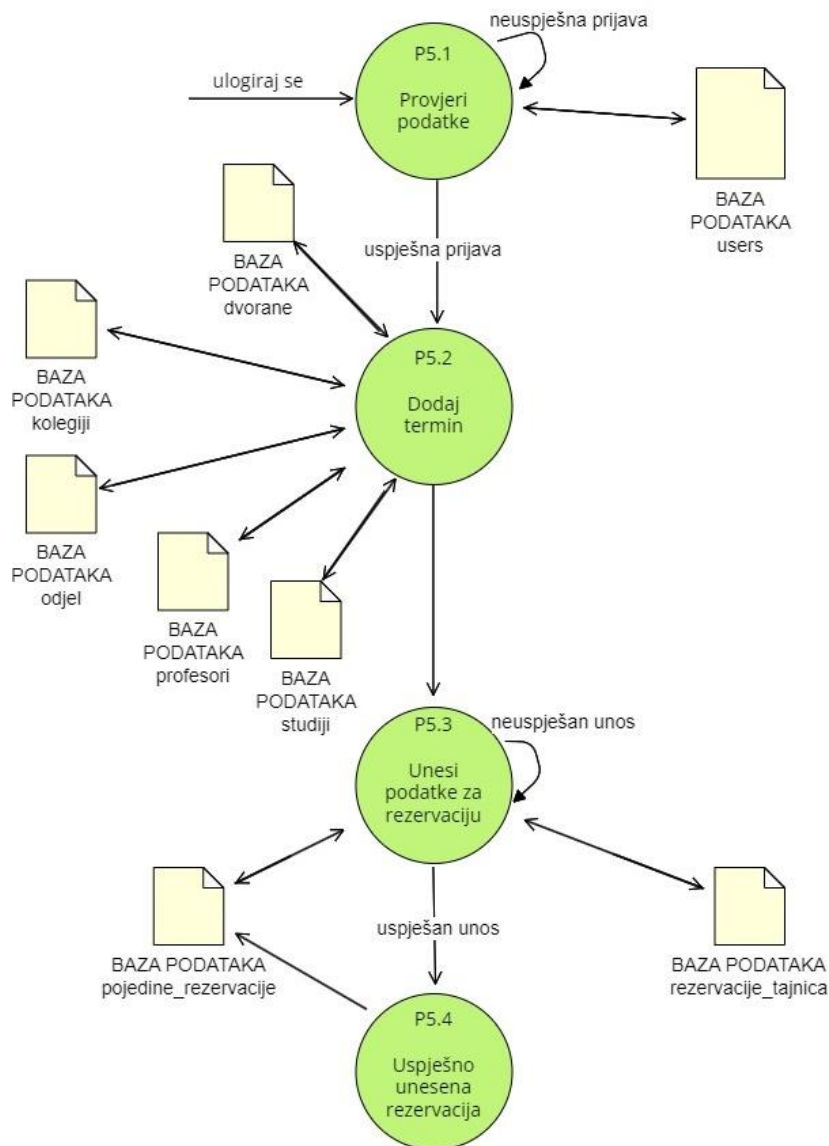 neuspješna prijava
P5.1
Provjeri
podatke
ulogiraj se
BAZA
PODATAKA
users
uspješna prijava
BAZA
PODATAKA
dvorane
P5.2
Dodaj
termin
BAZA
PODATAKA
kolegiji
BAZA
PODATAKA
odjel
BAZA
PODATAKA
profesori
BAZA
PODATAKA
studiji
neuspješan unos
P5.3
Unesi
podatke za
rezervaciju
uspješan unos
BAZA PODATAKA
pojedine_rezervacije
BAZA PODATAKA
rezervacije_tajnica
P5.4
Uspješno
unesena
rezervacija